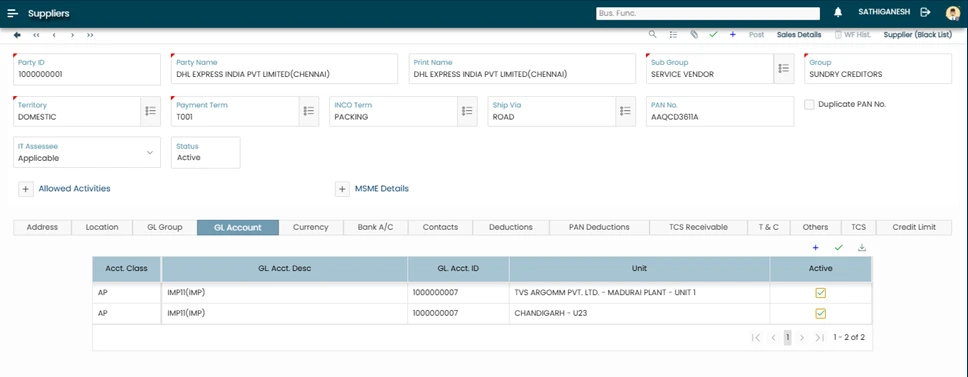 Suppliers Bus. Func. SATHIGANESH
Post Sales Details WF Hist. Supplier (Black List)
Party ID Party Name Print Name Sub Group Group
1000000001 DHL EXPRESS INDIA PVT LIMITED(CHENNAI) DHL EXPRESS INDIA PVT LIMITED(CHENNAI) SERVICE VENDOR SUNDRY CREDITORS
Territory Payment Term INCO Term Ship Via PAN No. Duplicate PAN No.
DOMESTIC T001 PACKING ROAD AAQCD3611A
IT Assessee Status
Applicable Active
Allowed Activities MSME Details
Address Location GL Group GL Account Currency Bank A/C Contacts Deductions PAN Deductions TCS Receivable T & C Others TCS Credit Limit
Acct. Class GL. Acct. Desc GL. Acct. ID Unit Active
AP IMP11(IMP) 1000000007 TVS ARGOMM PVT. LTD. - MADURAI PLANT - UNIT 1
AP IMP11(IMP) 1000000007 CHANDIGARH - U23
1 1 - 2 of 2